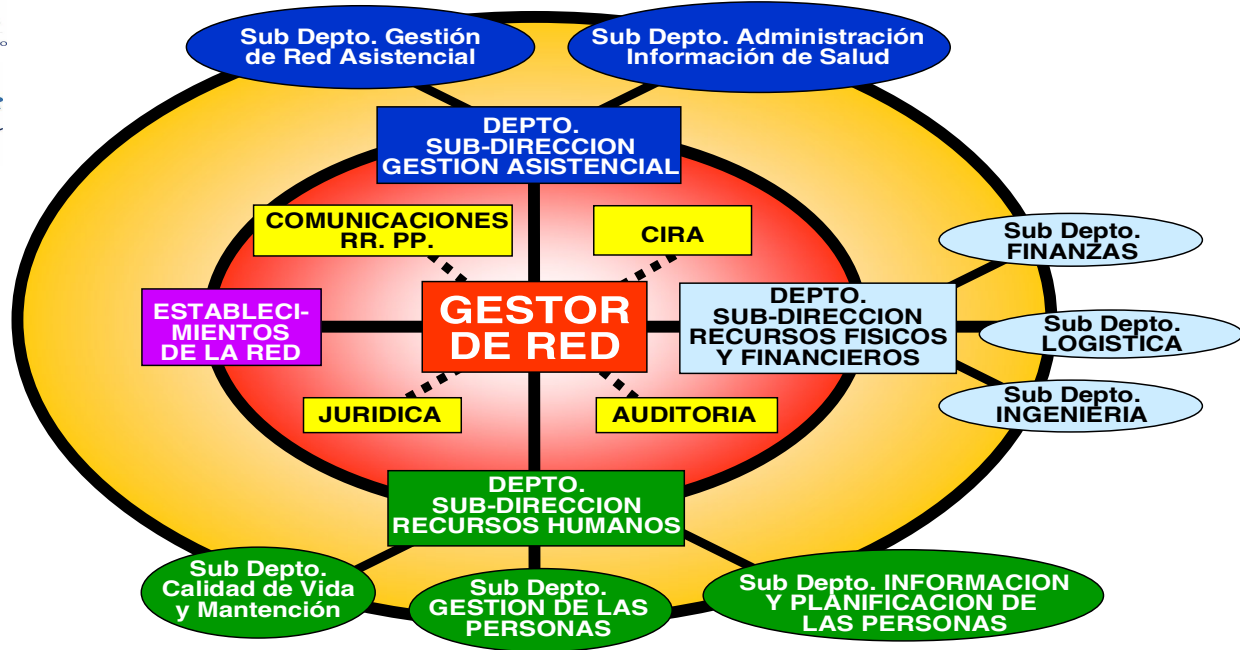 Sub Depto. Gestión
de Red Asistencial
Sub Depto. Administración
Información de Salud
DEPTO.
SUB-DIRECCION
GESTION ASISTENCIAL
COMUNICACIONES
RR. PP.
CIRA
Sub Depto.
FINANZAS
ESTABLECI-
MIENTOS
DE LA RED
GESTOR
DE RED
DEPTO.
SUB-DIRECCION
RECURSOS FISICOS
Y FINANCIEROS
Sub Depto.
LOGISTICA
Sub Depto.
INGENIERIA
JURIDICA
AUDITORIA
DEPTO.
SUB-DIRECCION
RECURSOS HUMANOS
Sub Depto.
Calidad de Vida
y Mantención
Sub Depto.
GESTION DE LAS
PERSONAS
Sub Depto. INFORMACION
Y PLANIFICACION DE
LAS PERSONAS